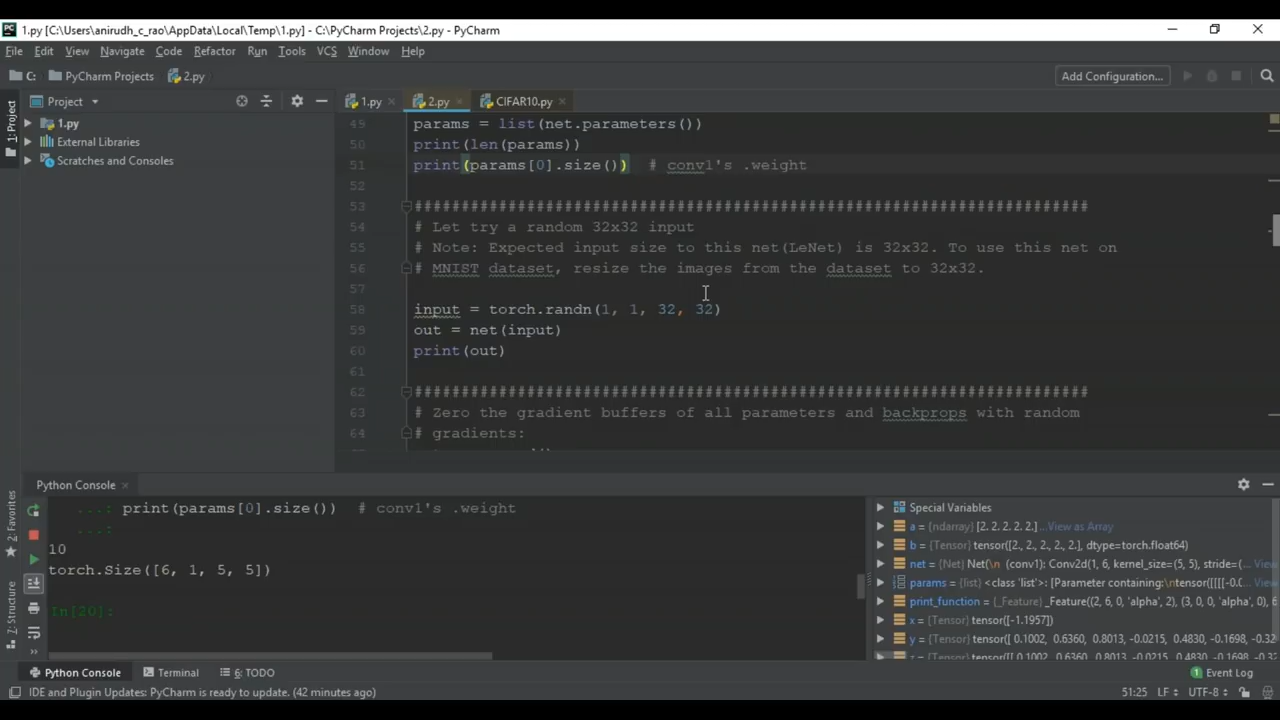 1.py [C:\Users\anirudh_c_rao\AppData\Local\Temp\1.py] - C:\PyCharm Projects\2.py - PyCharm
File Edit View Navigate Code Refactor Run Tools VCS Window Help
C: PyCharm Projects 2.py Add Configuration...
Project 1.py 2.py CIFAR10.py
1: Project
1.py
External Libraries
Scratches and Consoles
49 params = list(net.parameters())
50 print(len(params))
51 print(params[0].size()) # conv1's .weight
52
53 ########################################################################
54 # Let try a random 32x32 input
55 # Note: Expected input size to this net(LeNet) is 32x32. To use this net on
56 # MNIST dataset, resize the images from the dataset to 32x32.
57
58 input = torch.randn(1, 1, 32, 32)
59 out = net(input)
60 print(out)
61
62 ########################################################################
63 # Zero the gradient buffers of all parameters and backprops with random
64 # gradients:
Python Console
...: print(params[0].size()) # conv1's .weight
...:
10
torch.Size([6, 1, 5, 5])
In[20]:
Special Variables
a = {ndarray} [2. 2. 2. 2. 2.] ...View as Array
b = {Tensor} tensor([2., 2., 2., 2., 2.], dtype=torch.float64)
net = {Net} Net(\n (conv1): Conv2d(1, 6, kernel_size=(5, 5), stride=(... View
params = {list} <class 'list'>: [Parameter containing:\ntensor([[[[-0.0 View
print_function = {_Feature} _Feature((2, 6, 0, 'alpha', 2), (3, 0, 0, 'alpha', 0), 6
x = {Tensor} tensor([-1.1957])
y = {Tensor} tensor([ 0.1002, 0.6360, 0.8013, -0.0215, 0.4830, -0.1698, -0.32
2: Favorites
Z: Structure
Python Console Terminal 6: TODO 1 Event Log
IDE and Plugin Updates: PyCharm is ready to update. (42 minutes ago) 51:25 LF UTF-8